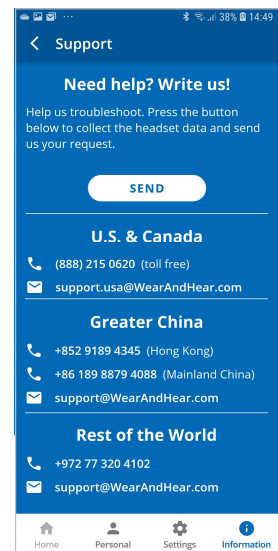 38% 14:49
Support
Need help? Write us!
Help us troubleshoot. Press the button
below to collect the headset data and send
us your request.
SEND
U.S. & Canada
(888) 215 0620 (toll free)
support.usa@WearAndHear.com
Greater China
+852 9189 4345 (Hong Kong)
+86 189 8879 4088 (Mainland China)
support@WearAndHear.com
Rest of the World
+972 77 320 4102
support@WearAndHear.com
Home Personal Settings Information